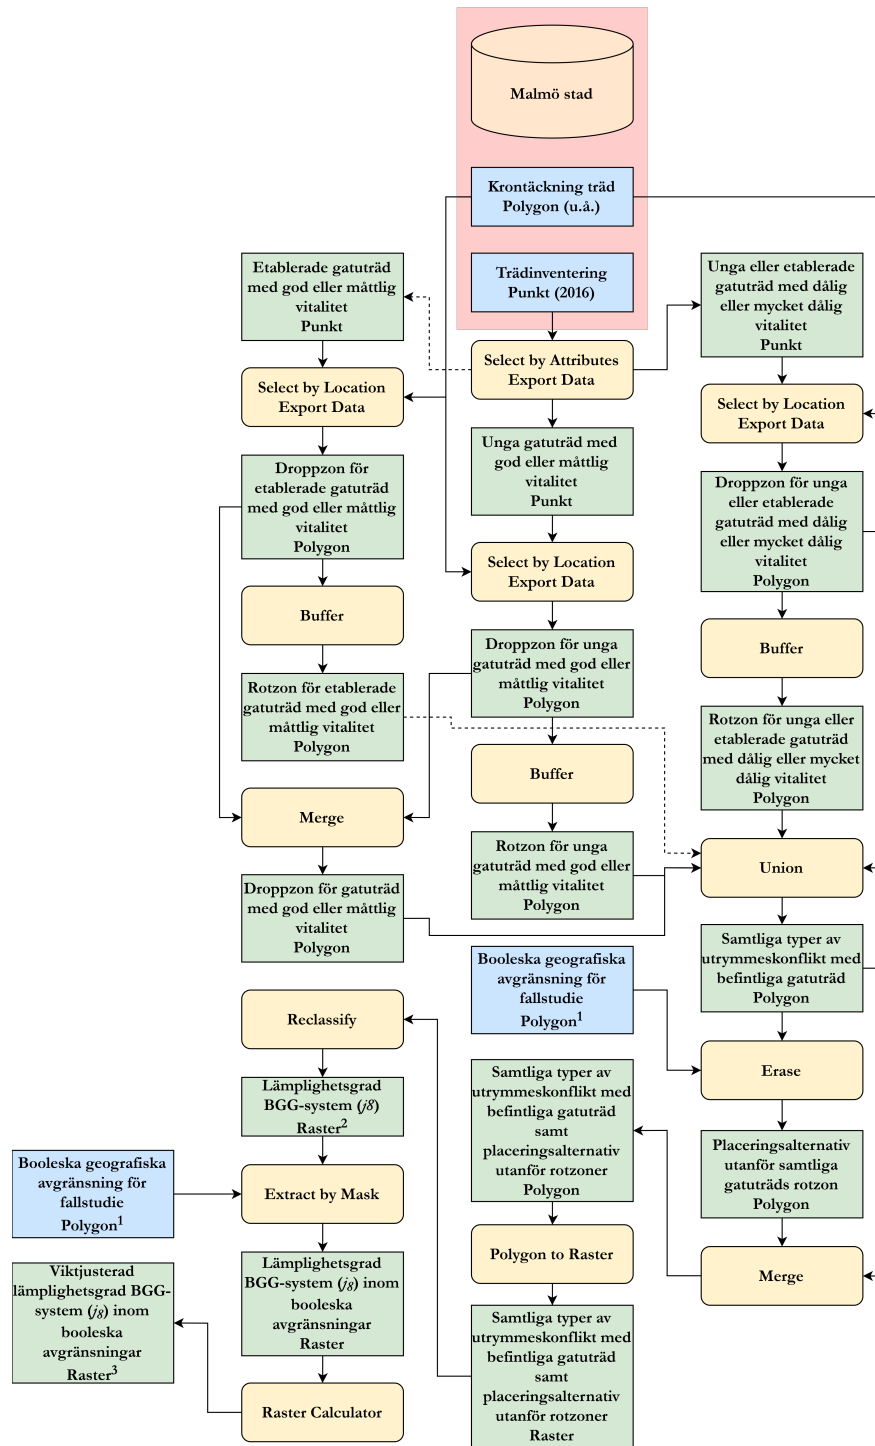 Malmö stad
Krontäckning träd
Polygon (u.å.)
Trädinventering
Punkt (2016)
Etablerade gatuträd
med god eller måttlig
vitalitet
Punkt
Unga eller etablerade
gatuträd med dålig
eller mycket dålig
vitalitet
Punkt
Select by Attributes
Export Data
Select by Location
Export Data
Select by Location
Export Data
Unga gatuträd med
god eller måttlig
vitalitet
Punkt
Droppzon för
etablerade gatuträd
med god eller måttlig
vitalitet
Polygon
Droppzon för unga
eller etablerade
gatuträd med dålig
eller mycket dålig
vitalitet
Polygon
Select by Location
Export Data
Buffer
Droppzon för unga
gatuträd med god eller
måttlig vitalitet
Polygon
Buffer
Rotzon för etablerade
gatuträd med god eller
måttlig vitalitet
Polygon
Rotzon för unga eller
etablerade gatuträd
med dålig eller mycket
dålig vitalitet
Polygon
Buffer
Merge
Rotzon för unga
gatuträd med god eller
måttlig vitalitet
Polygon
Union
Droppzon för gatuträd
med god eller måttlig
vitalitet
Polygon
Samtliga typer av
utrymmeskonflikt med
befintliga gatuträd
Polygon
Booleska geografiska
avgränsning för
fallstudie
Polygon¹
Reclassify
Erase
Samtliga typer av
utrymmeskonflikt med
befintliga gatuträd
samt
placeringsalternativ
utanför rotzoner
Polygon
Lämplighetsgrad
BGG-system (j8)
Raster²
Placeringsalternativ
utanför samtliga
gatuträds rotzon
Polygon
Booleska geografiska
avgränsning för
fallstudie
Polygon¹
Extract by Mask
Polygon to Raster
Merge
Lämplighetsgrad
BGG-system (j₈) inom
booleska
avgränsningar
Raster
Viktjusterad
lämplighetsgrad BGG-
system (j₈) inom
booleska
avgränsningar
Raster³
Samtliga typer av
utrymmeskonflikt med
befintliga gatuträd
samt
placeringsalternativ
utanför rotzoner
Raster
Raster Calculator